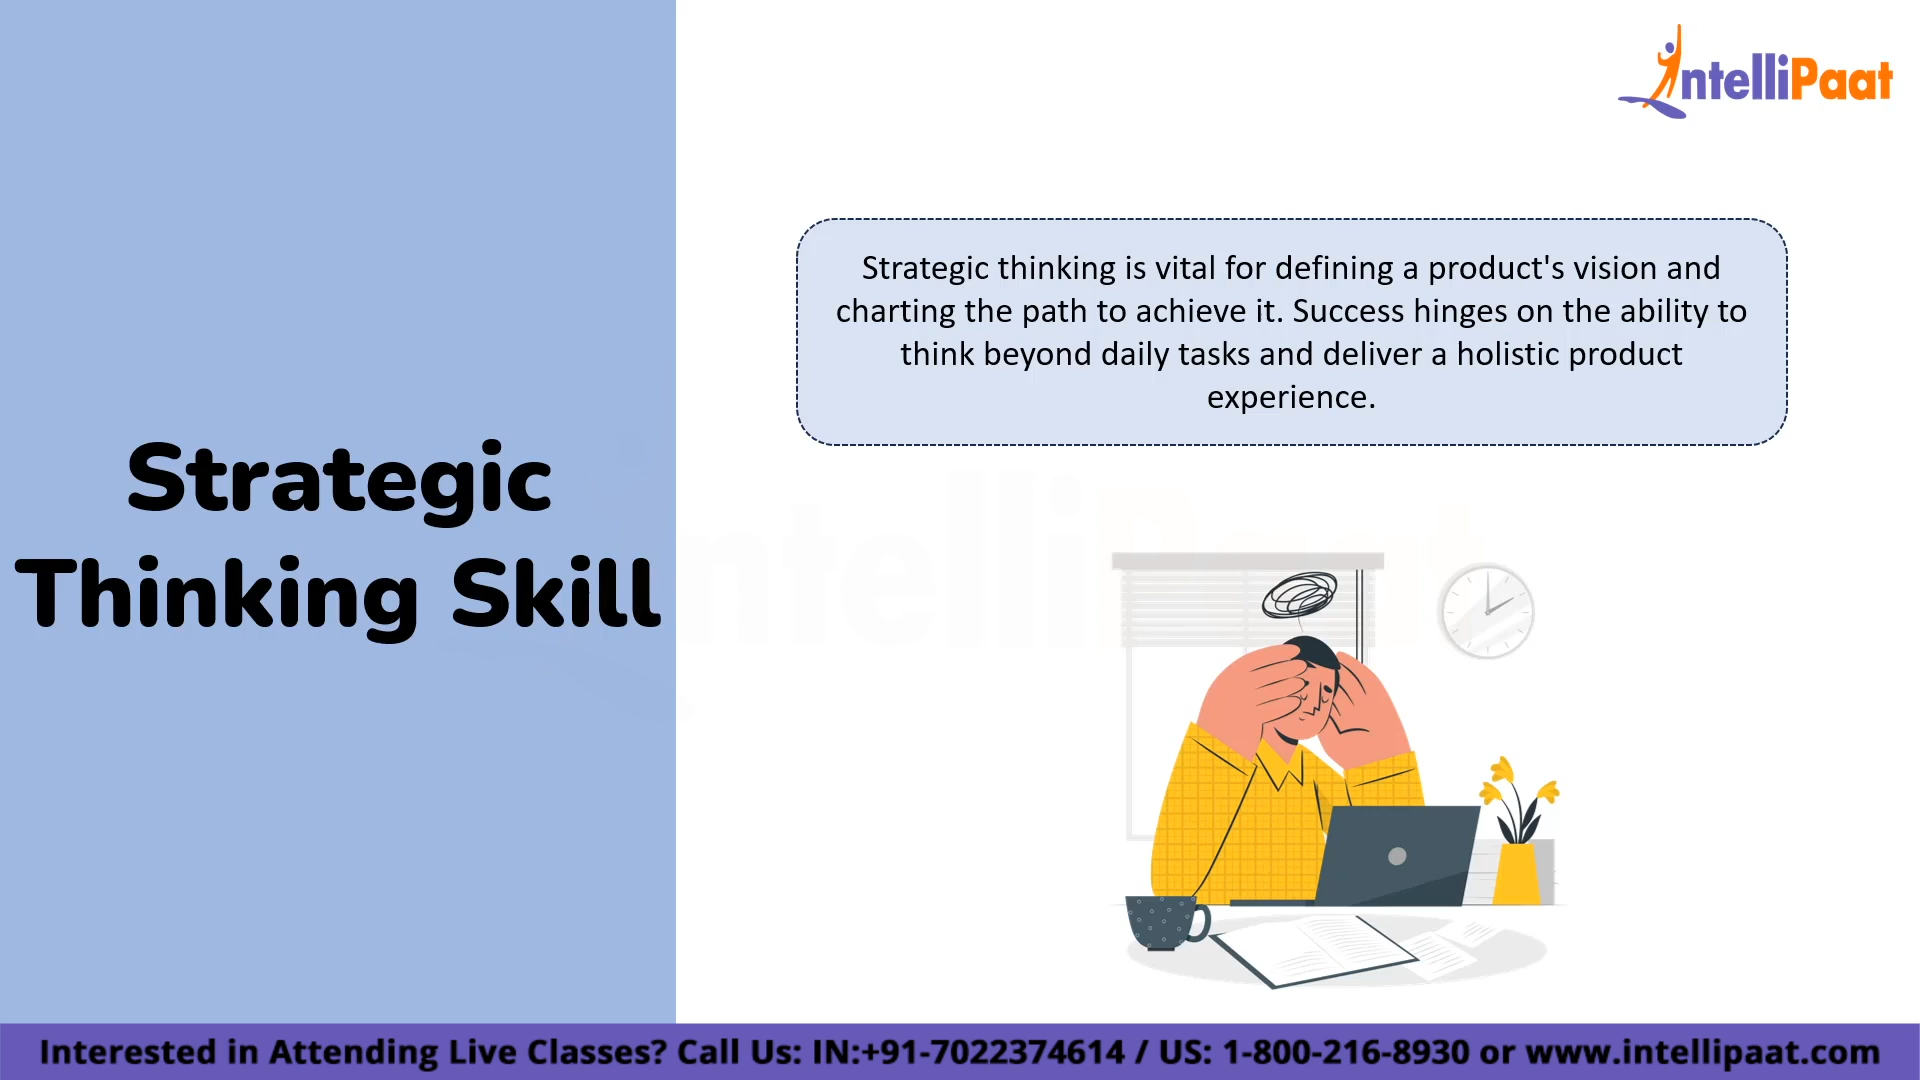 IntelliPaat
Strategic thinking is vital for defining a product's vision and
charting the path to achieve it. Success hinges on the ability to
think beyond daily tasks and deliver a holistic product
experience.
Strategic
Thinking Skill
IntelliPaat
Interested in Attending Live Classes? Call Us: IN:+91-7022374614 / US: 1-800-216-8930 or www.intellipaat.com